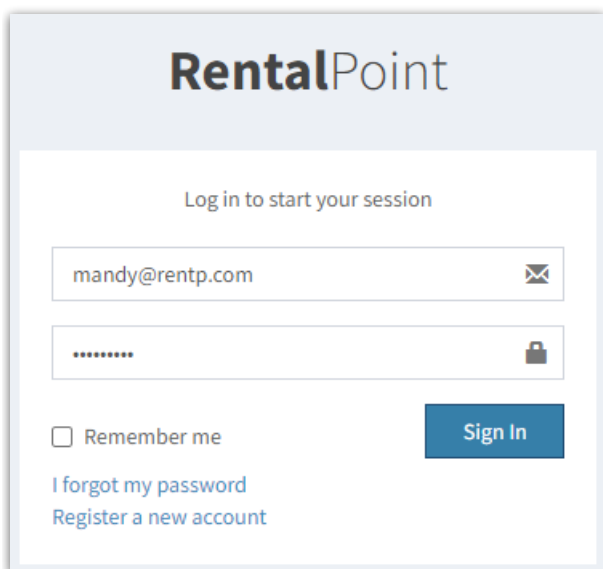 RentalPoint
Log in to start your session
mandy@rentp.com
•••••••••
Remember me
Sign In
I forgot my password
Register a new account